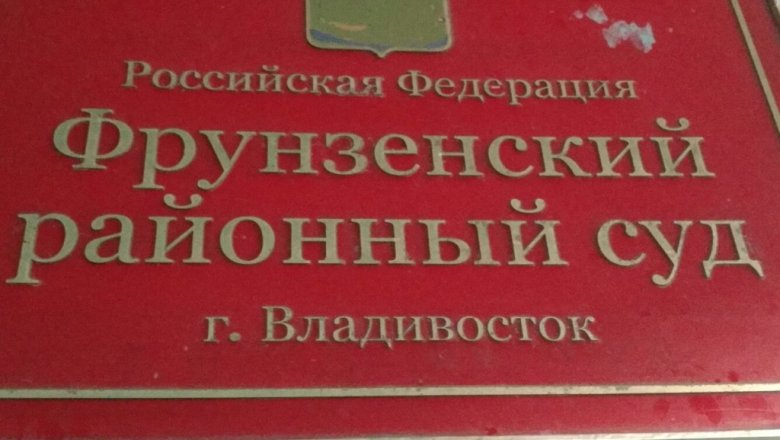 Российская Федерация
Фрунзенский
районный суд
г. Владивосток